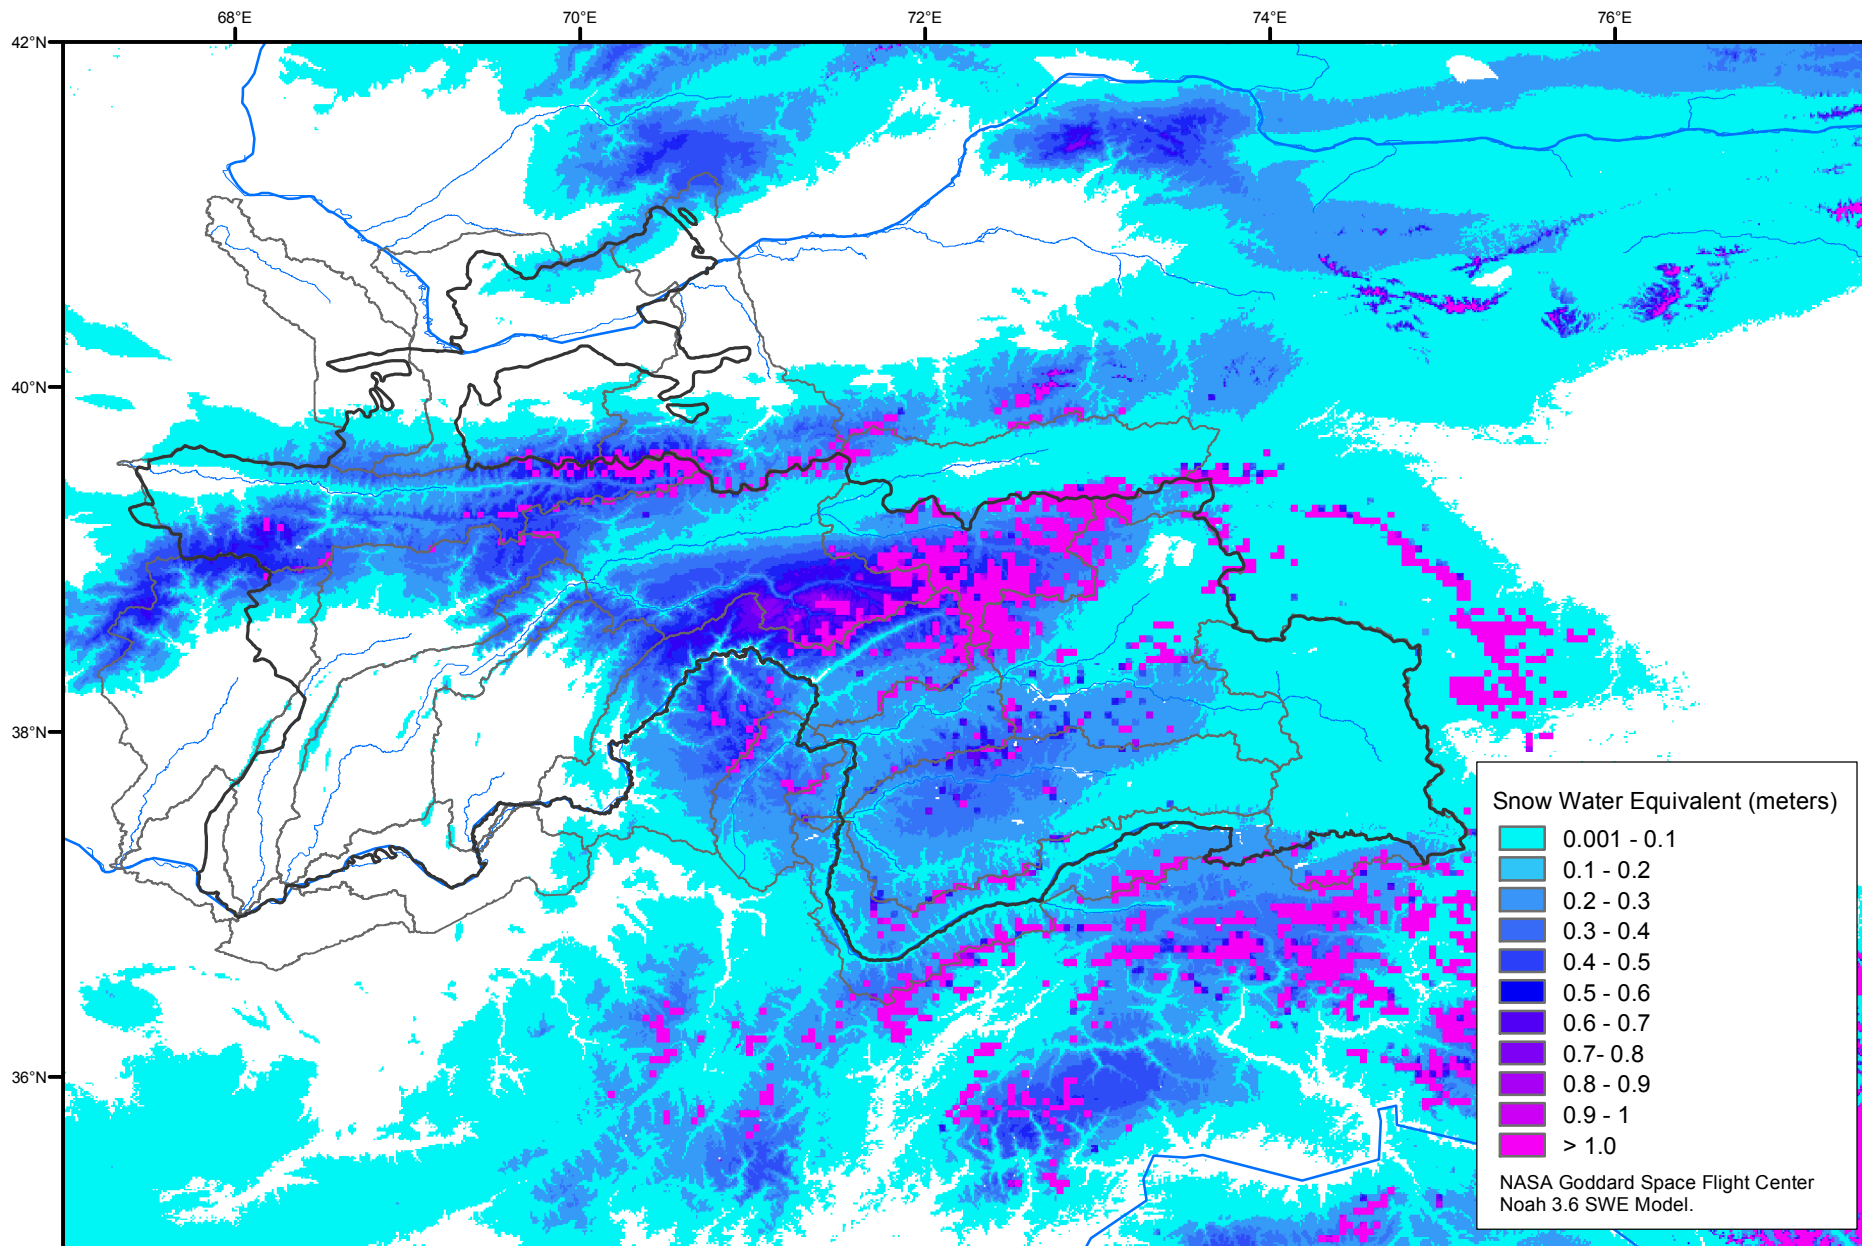 68°E 70°E 72°E 74°E 76°E
42°N
40°N
38°N
36°N
Snow Water Equivalent (meters)
0.001 - 0.1
0.1 - 0.2
0.2 - 0.3
0.3 - 0.4
0.4 - 0.5
0.5 - 0.6
0.6 - 0.7
0.7- 0.8
0.8 - 0.9
0.9 - 1
> 1.0
NASA Goddard Space Flight Center
Noah 3.6 SWE Model.